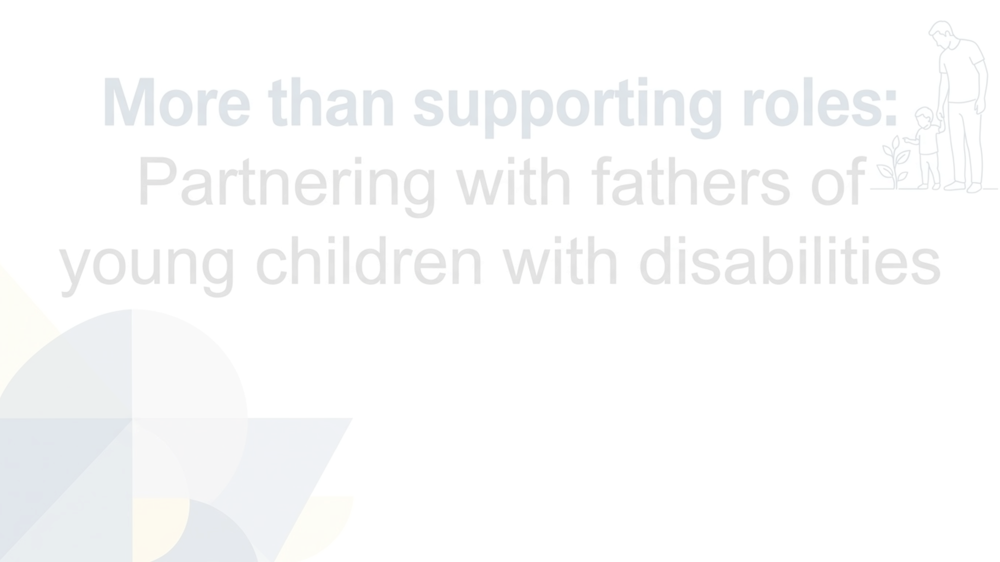 More than supporting roles:
Partnering with fathers of
young children with disabilities